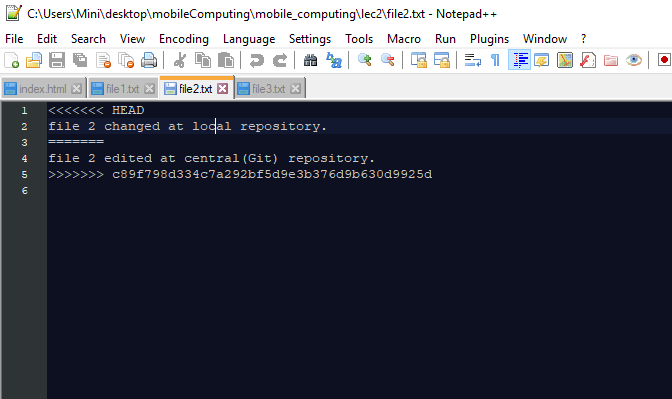 C:\Users\Mini\desktop\mobileComputing\mobile_computing\lec2\file2.txt - Notepad++
File Edit Search View Encoding Language Settings Tools Macro Run Plugins Window ?
index.html file1.txt file2.txt file3.txt
1 <<<<<<< HEAD
2 file 2 changed at local repository.
3 =======
4 file 2 edited at central(Git) repository.
5 >>>>>>> c89f798d334c7a292bf5d9e3b376d9b630d9925d
6